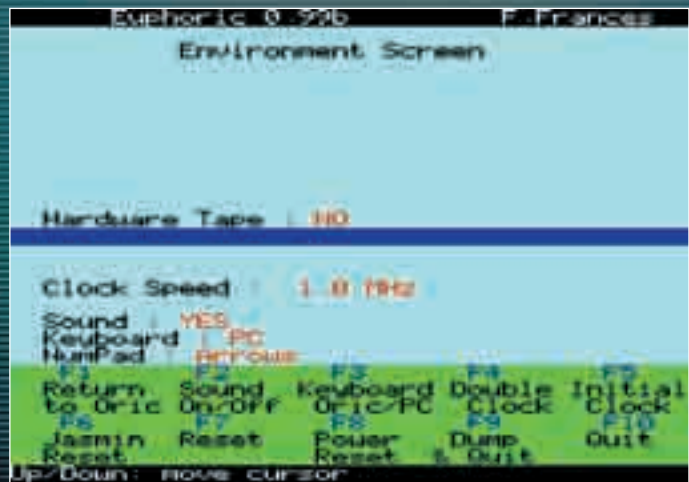 Euphoric 0.99b F.Frances
Environment Screen
Hardware Tape : NO
Clock Speed : 1.0 MHz
Sound : YES
Keyboard : PC
NumPad : Arrows
F1 F2 F3 F4 F5
Return Sound Keyboard Double Initial
to Oric On/Off Oric/PC Clock Clock
F6 F7 F8 F9 F10
Jasmin Reset Power Dump Quit
Reset Reset & Quit
Up/Down: move cursor